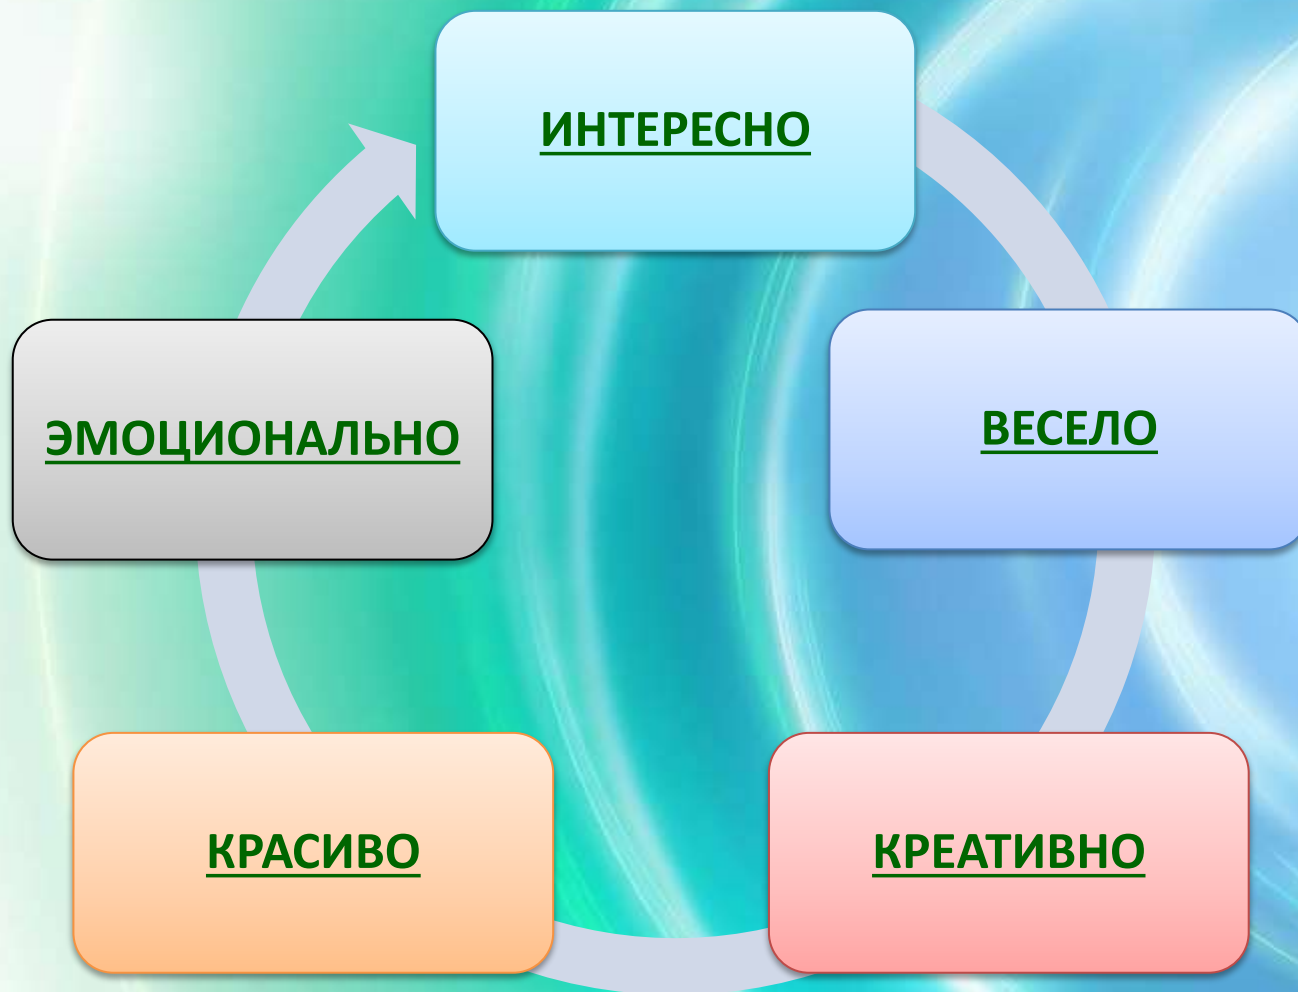 ИНТЕРЕСНО
ВЕСЕЛО
КРЕАТИВНО
КРАСИВО
ЭМОЦИОНАЛЬНО